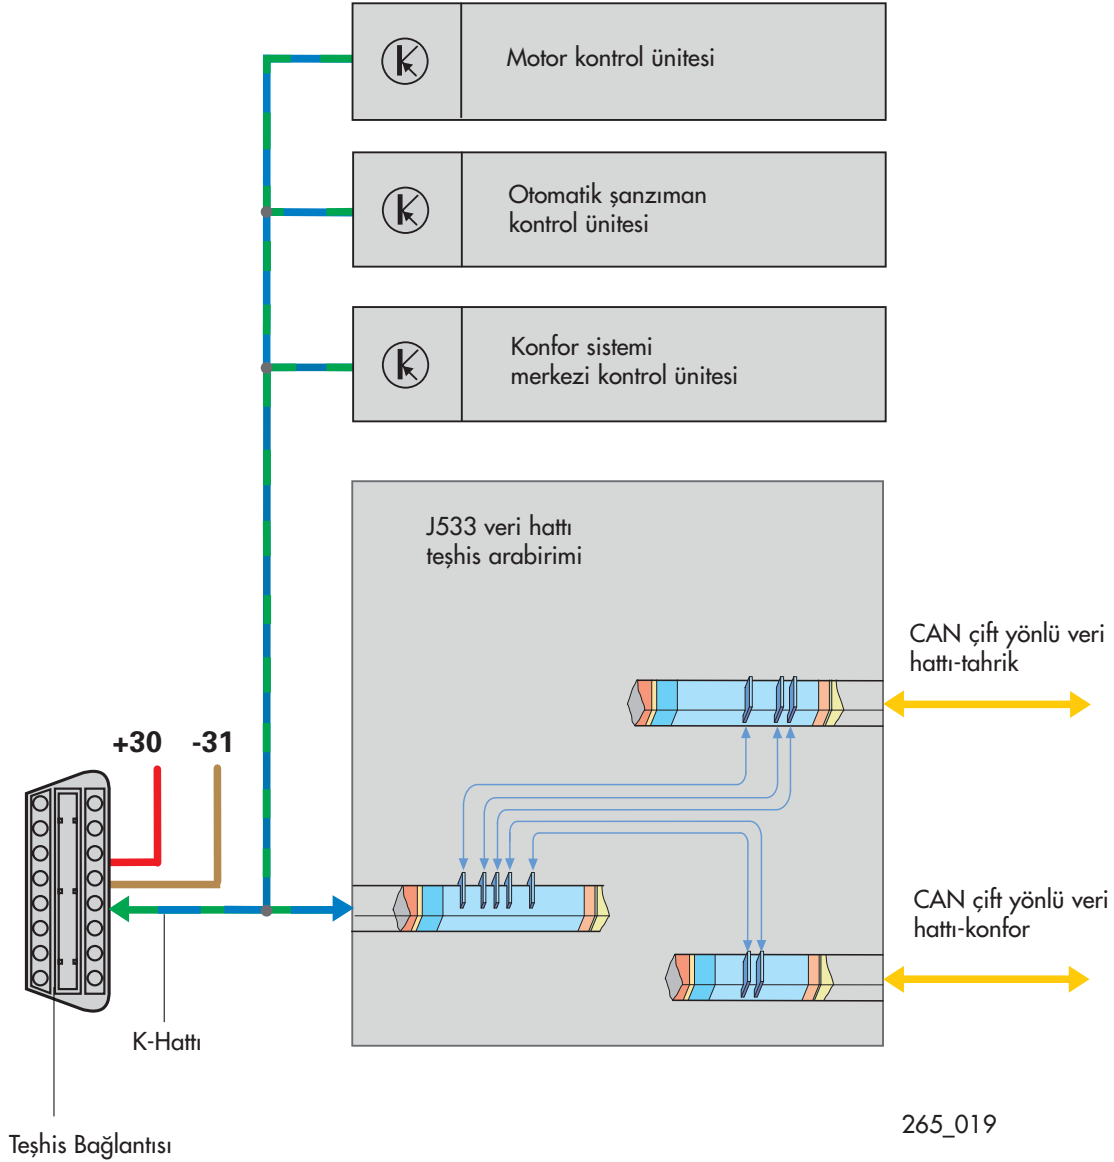 Motor kontrol ünitesi
Otomatik şanzıman
kontrol ünitesi
Konfor sistemi
merkezi kontrol ünitesi
J533 veri hattı
teşhis arabirimi
CAN çift yönlü veri
hattı-tahrik
+30
-31
CAN çift yönlü veri
hattı-konfor
K-Hattı
265_019
Teşhis Bağlantısı